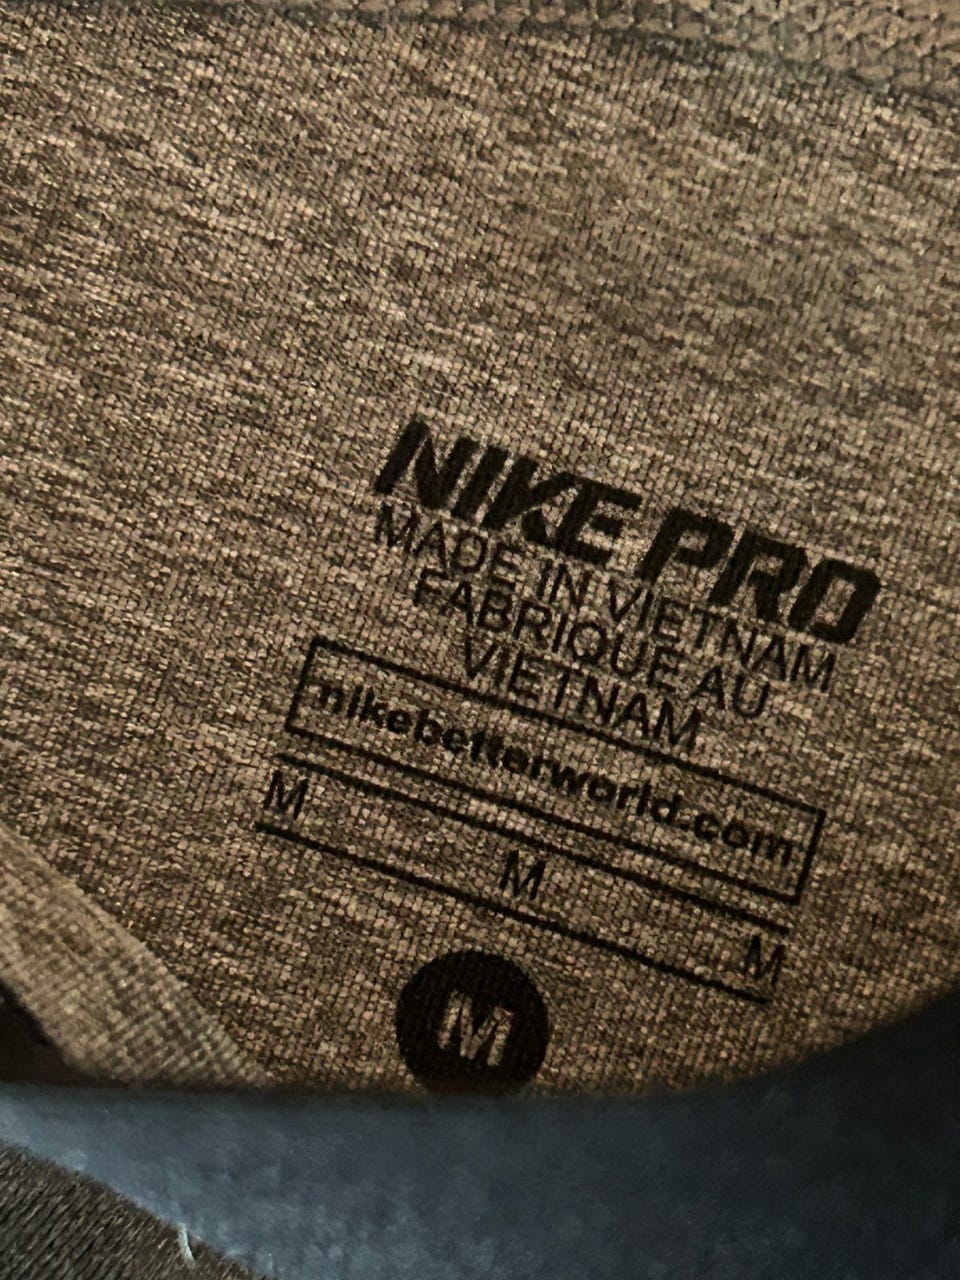 NIKE PRO
MADE IN VIETNAM
FABRIQUE AU
VIETNAM
nikebetterworld.com
M M M
M